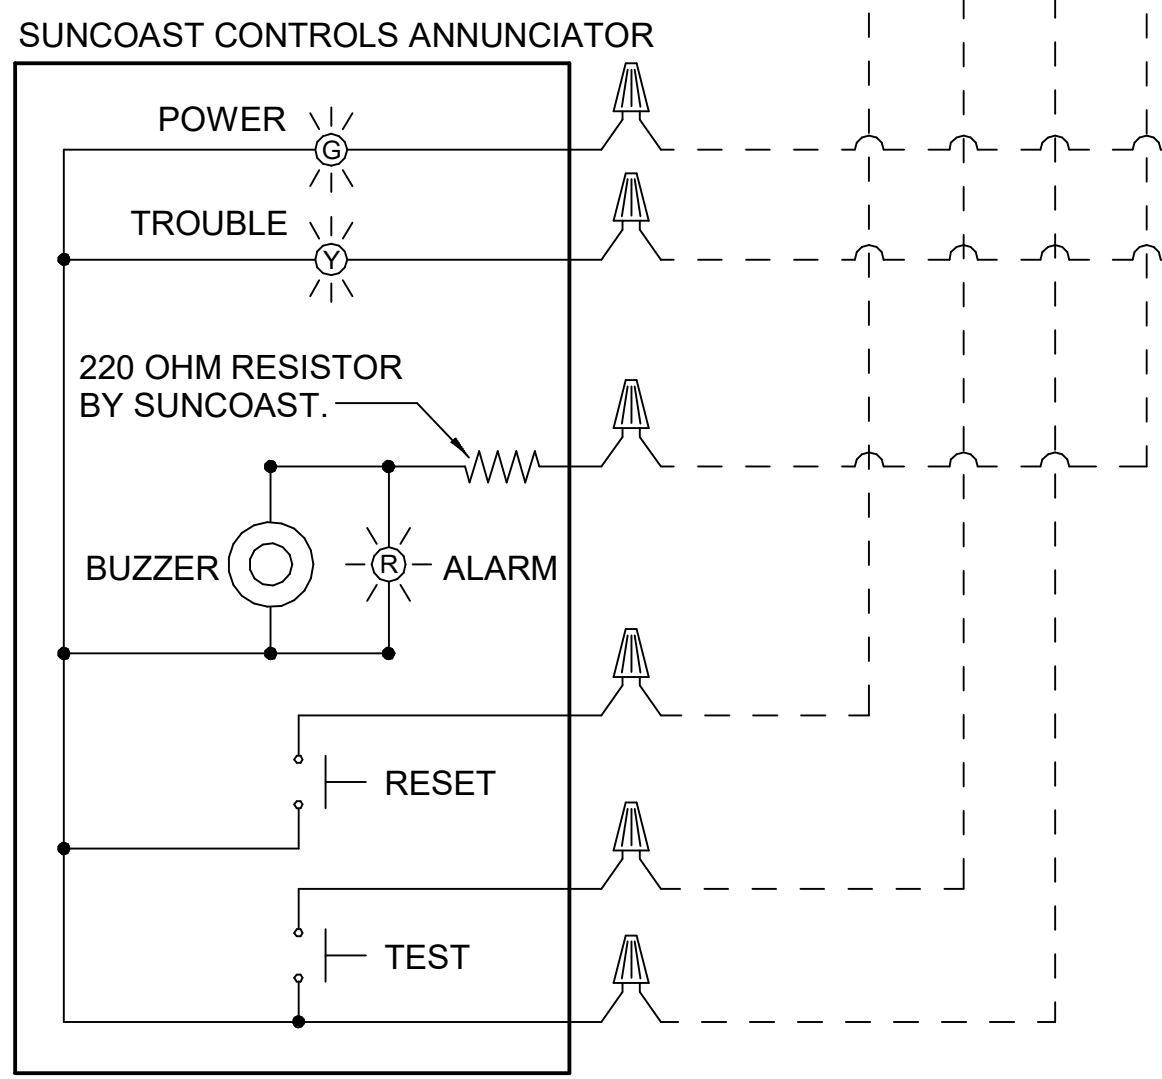 SUNCOAST CONTROLS ANNUNCIATOR
POWER
G
TROUBLE
Y
220 OHM RESISTOR
BY SUNCOAST.
BUZZER
R
ALARM
RESET
TEST